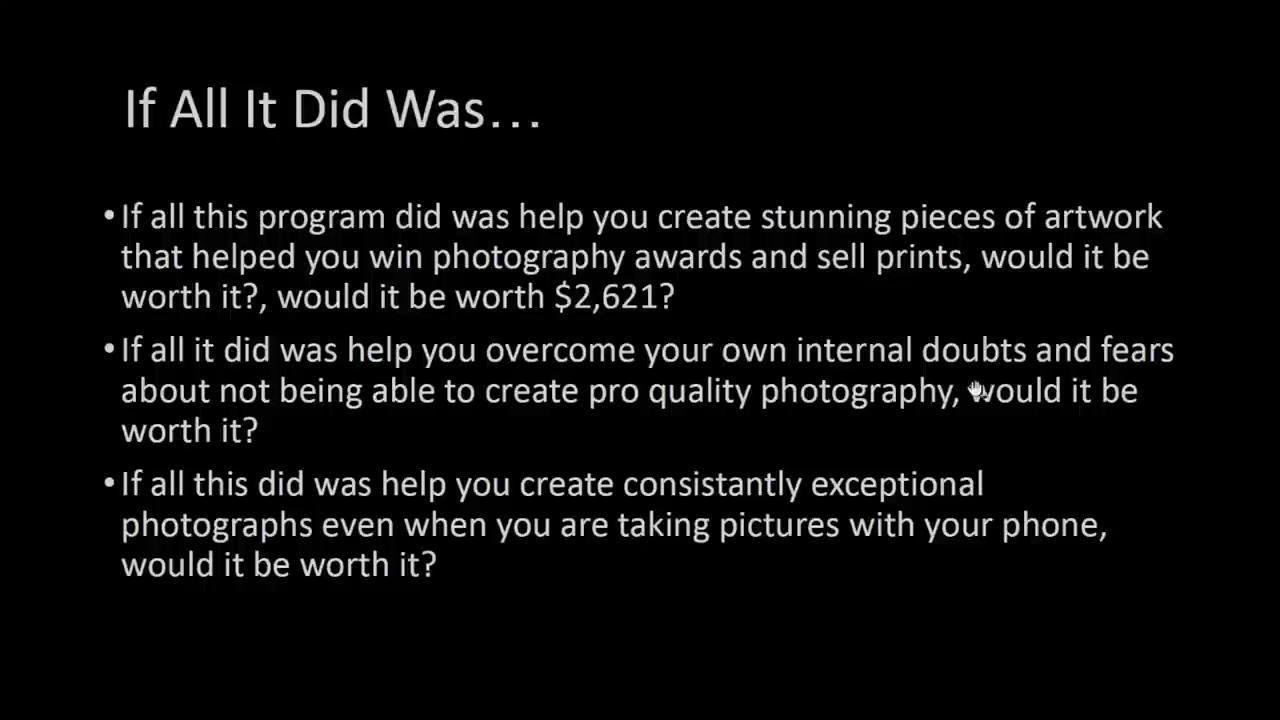 If All It Did Was...
•If all this program did was help you create stunning pieces of artwork
that helped you win photography awards and sell prints, would it be
worth it?, would it be worth $2,621?
•If all it did was help you overcome your own internal doubts and fears
about not being able to create pro quality photography, would it be
worth it?
•If all this did was help you create consistantly exceptional
photographs even when you are taking pictures with your phone,
would it be worth it?